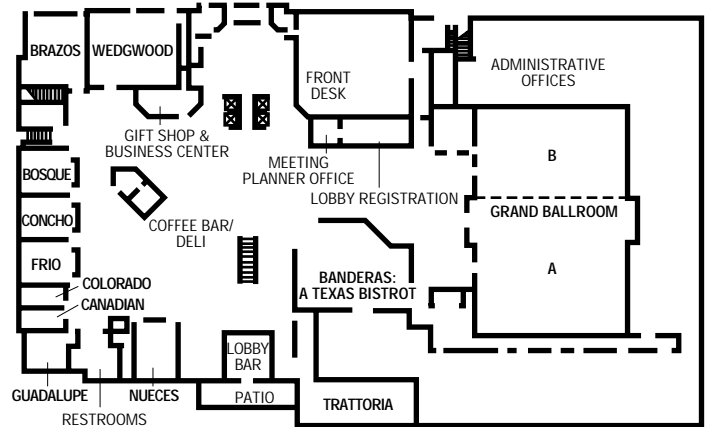 BRAZOS
WEDGWOOD
FRONT
DESK
ADMINISTRATIVE
OFFICES
GIFT SHOP &
BUSINESS CENTER
MEETING
PLANNER OFFICE
LOBBY REGISTRATION
B
GRAND BALLROOM
A
BOSQUE
CONCHO
FRIO
COLORADO
CANADIAN
COFFEE BAR/
DELI
BANDERAS:
A TEXAS BISTROT
LOBBY
BAR
PATIO
TRATTORIA
GUADALUPE
RESTROOMS
NUECES